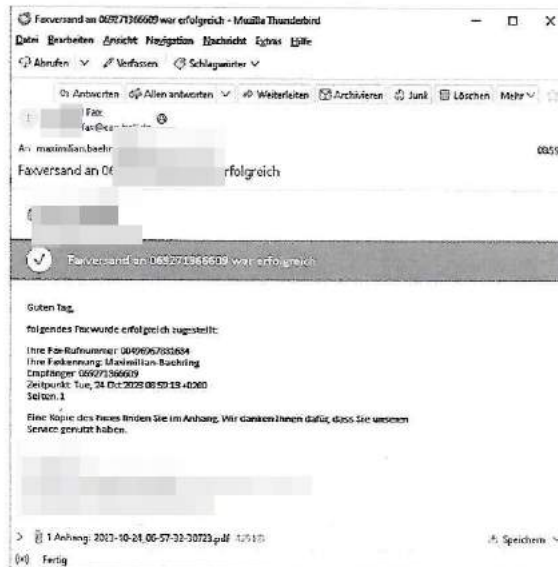 Faxversand an 069271366609 war erfolgreich - Mozilla Thunderbird
Datei Bearbeiten Ansicht Navigation Nachricht Extras Hilfe
Abrufen Verfassen Schlagwörter
Antworten Allen antworten Weiterleiten Archivieren Junk Löschen Mehr
Fax
An maximilian.baehr
Faxversand an 06 rfolgreich
Faxversand an 069271366609 war erfolgreich
Guten Tag,
folgendes Fax wurde erfolgreich zugestellt:
Ihre Fax-Rufnummer:
Ihre Faxkennung: Maximilian-Baehring
Empfänger 069271366609
Zeitpunkt: Tue, 24 Oct 2023 08:59:19 +0200
Seiten: 1
Eine Kopie des Faxes finden Sie im Anhang. Wir danken Ihnen dafür, dass Sie unseren
Service genutzt haben.
1 Anhang: 2023-10-24_06-57-32-30723.pdf Speichern
Fertig